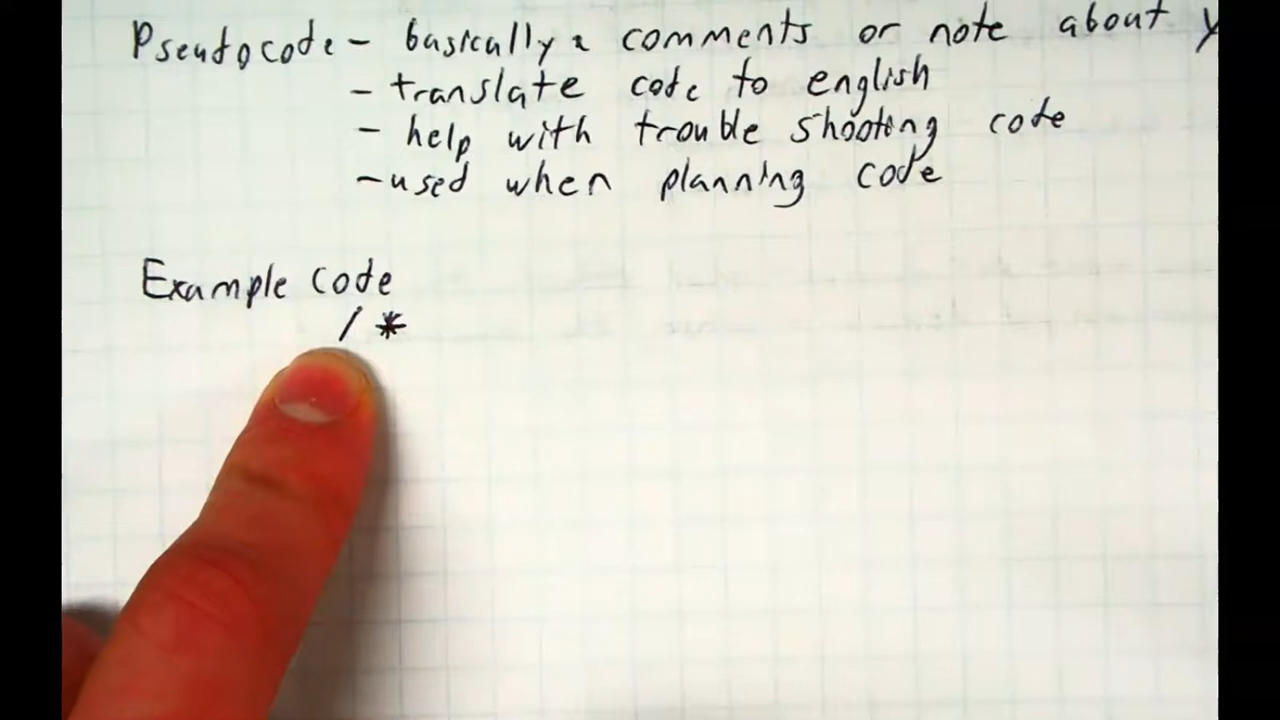 Pseudocode - basically a comments or note about y
- translate code to english
- help with trouble shooting code
- used when planning code
Example code
/ *